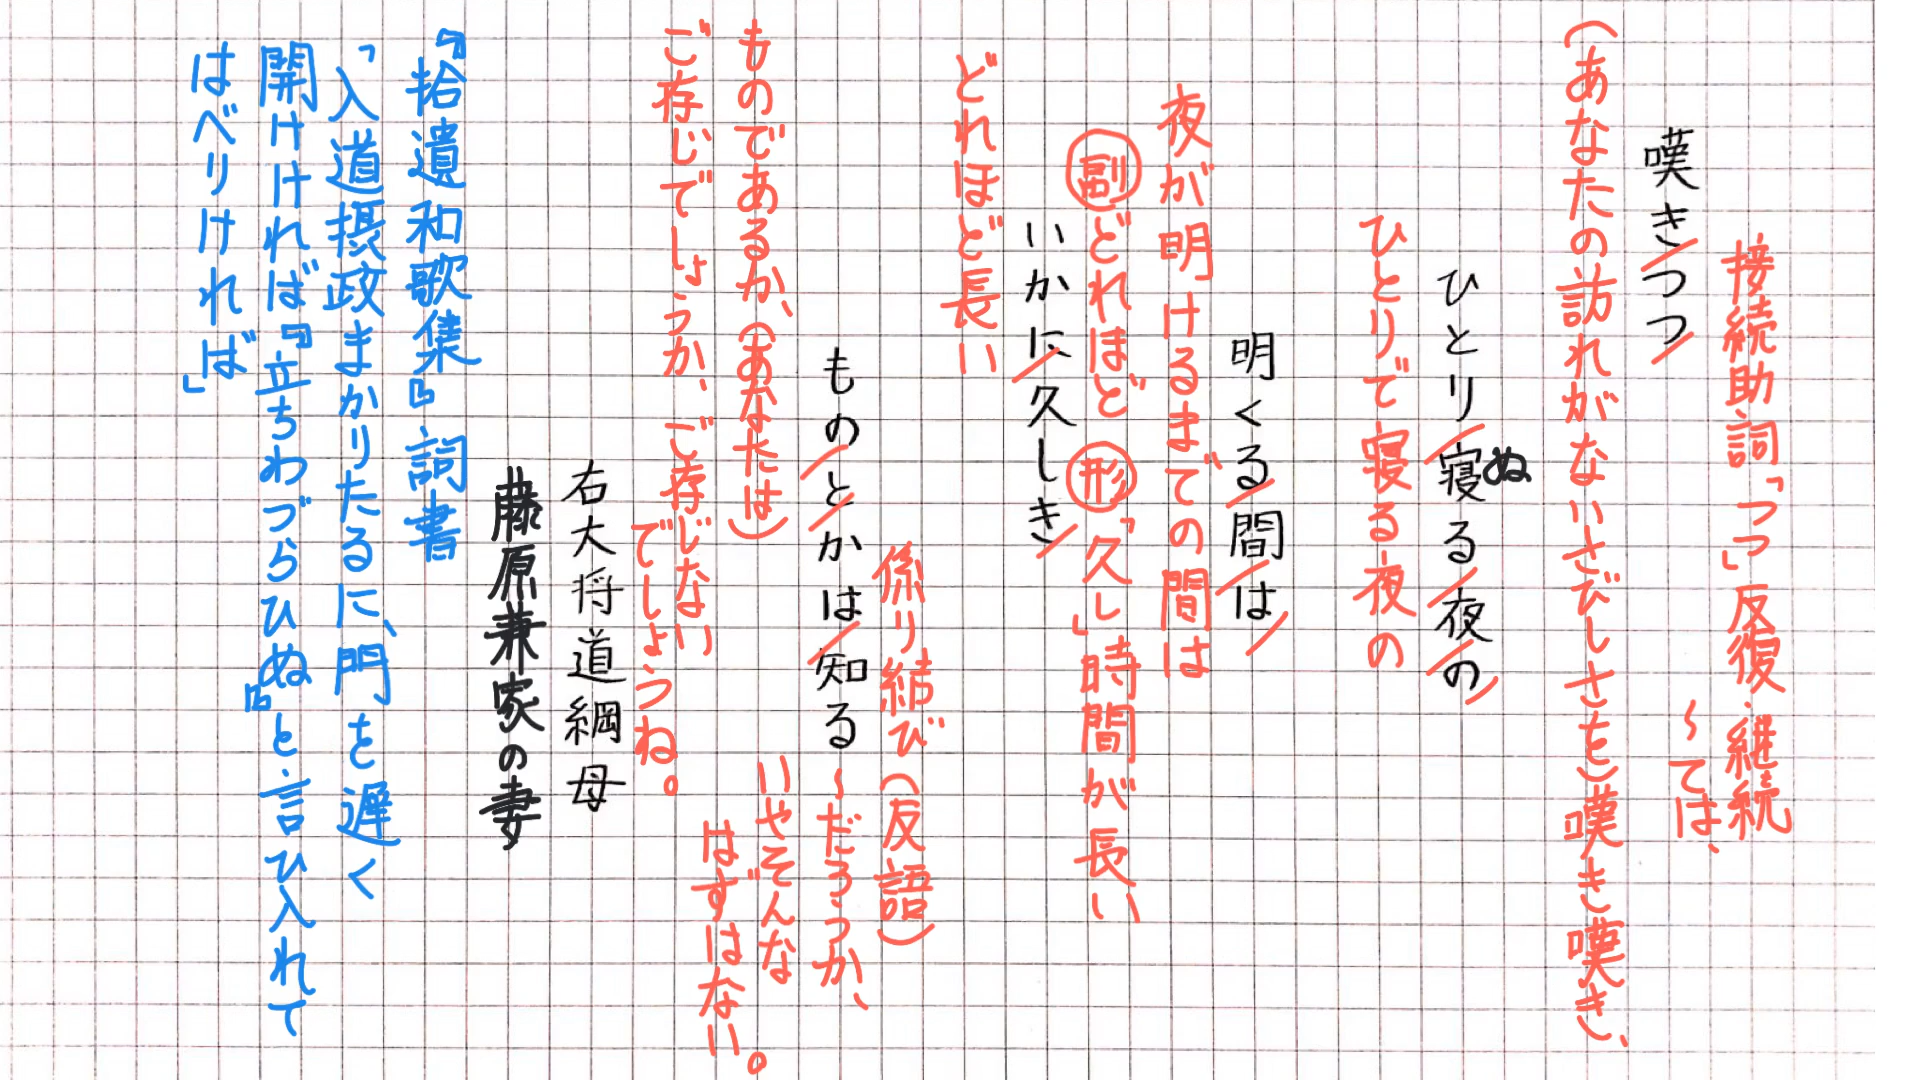 接続助詞「つつ」反復・継続
～ては、
嘆きつつ
（あなたの訪れがないさびしさを）嘆き嘆き、
ぬ
ひとり寝る夜の
ひとりで寝る夜の
明くる間は
夜が明けるまでの間は
副どれほど 形「久し」時間が長い
いかに久しき
どれほど長い
係り結び（反語）
ものとかは知る
～だろうか、
いやそんな
はずはない。
ものであるか、（あなたは）
ご存じでしょうか、ご存じない
でしょうね。
右大将道綱母
藤原兼家の妻
『拾遺和歌集』詞書
「入道摂政まかりたるに、門を遅く
開けければ『立ちわづらひぬ』と言ひ入れて
はべりければ」